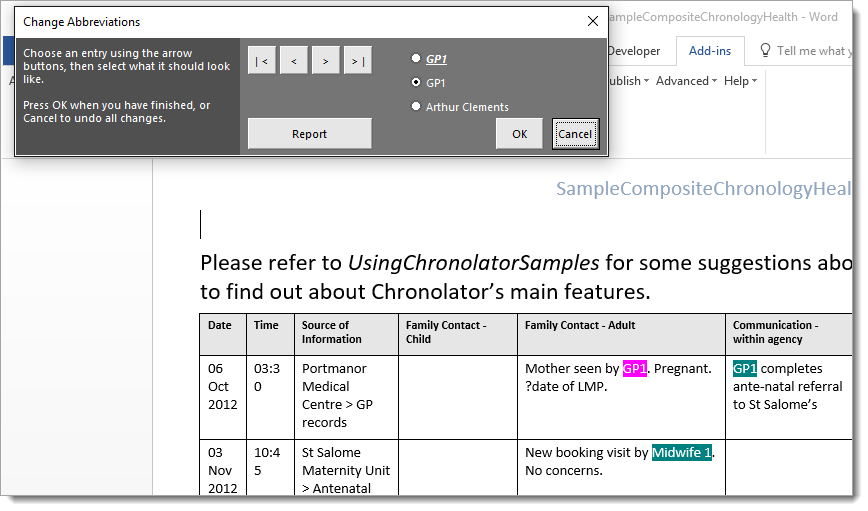 Change Abbreviations
SampleCompositeChronologyHealth - Word
Choose an entry using the arrow
buttons, then select what it should look
like.
Press OK when you have finished, or
Cancel to undo all changes.
|< < > >|
GP1
GP1
Arthur Clements
Report OK Cancel
Developer Add-ins Tell me what y
ublish Advanced Help
SampleCompositeChronologyHeal
Please refer to UsingChronolatorSamples for some suggestions abo
to find out about Chronolator’s main features.
Date Time Source of Information Family Contact - Child Family Contact - Adult Communication - within agency
06
Oct
2012
03:3
0
Portmanor
Medical
Centre > GP
records
Mother seen by GP1. Pregnant.
?date of LMP.
GP1 completes
ante-natal referral
to St Salome’s
03
Nov
2012
10:4
5
St Salome
Maternity Unit
> Antenatal
New booking visit by Midwife 1.
No concerns.